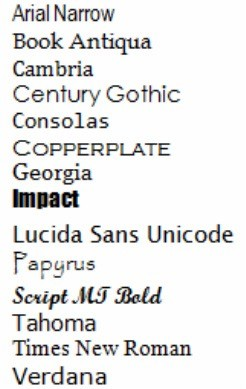 Arial Narrow
Book Antiqua
Cambria
Century Gothic
Consolas
COPPERPLATE
Georgia
Impact
Lucida Sans Unicode
Papyrus
Script MT Bold
Tahoma
Times New Roman
Verdana